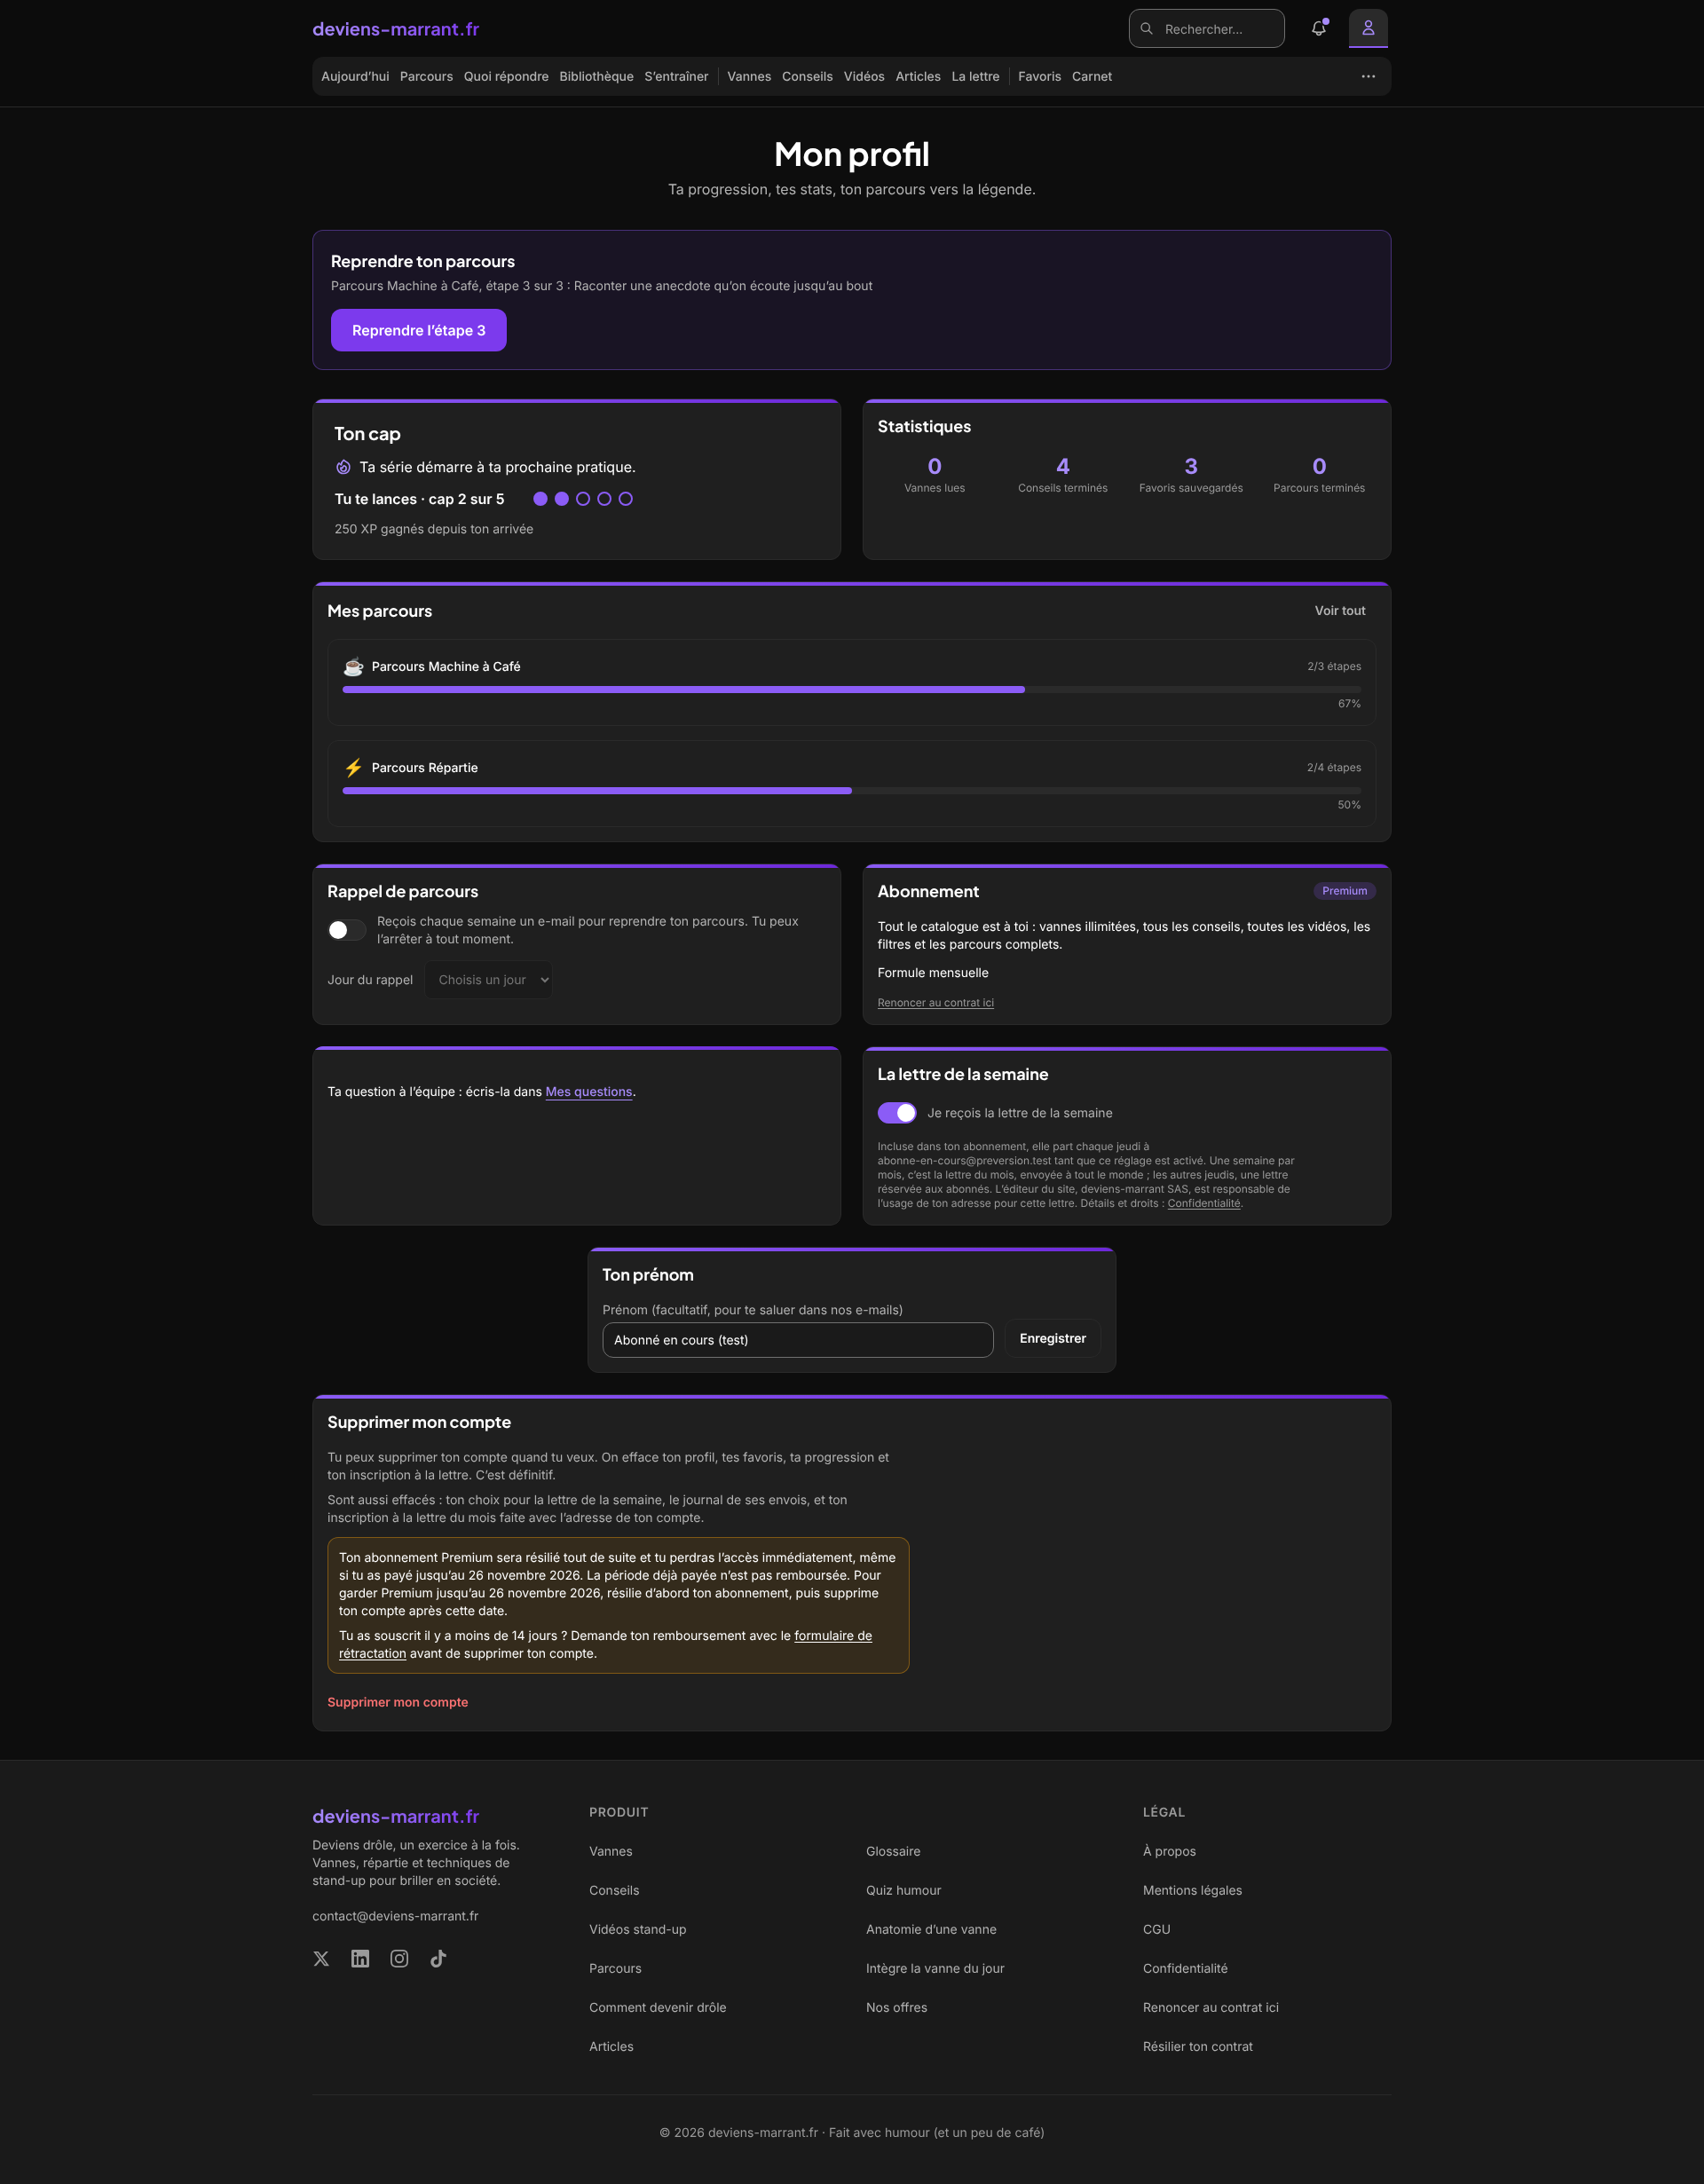 deviens-marrant.fr
Rechercher...
Aujourd’hui Parcours Quoi répondre Bibliothèque S’entraîner Vannes Conseils Vidéos Articles La lettre Favoris Carnet
Mon profil
Ta progression, tes stats, ton parcours vers la légende.
Reprendre ton parcours
Parcours Machine à Café, étape 3 sur 3 : Raconter une anecdote qu’on écoute jusqu’au bout
Reprendre l’étape 3
Ton cap
Ta série démarre à ta prochaine pratique.
Tu te lances · cap 2 sur 5
250 XP gagnés depuis ton arrivée
Statistiques
0 4 3 0
Vannes lues Conseils terminés Favoris sauvegardés Parcours terminés
Mes parcours
Voir tout
Parcours Machine à Café
2/3 étapes
67%
Parcours Répartie
2/4 étapes
50%
Rappel de parcours
Reçois chaque semaine un e-mail pour reprendre ton parcours. Tu peux
l’arrêter à tout moment.
Jour du rappel
Choisis un jour
Abonnement
Premium
Tout le catalogue est à toi : vannes illimitées, tous les conseils, toutes les vidéos, les
filtres et les parcours complets.
Formule mensuelle
Renoncer au contrat ici
Ta question à l’équipe : écris-la dans Mes questions.
La lettre de la semaine
Je reçois la lettre de la semaine
Incluse dans ton abonnement, elle part chaque jeudi à
abonne-en-cours@preversion.test tant que ce réglage est activé. Une semaine par
mois, c’est la lettre du mois, envoyée à tout le monde ; les autres jeudis, une lettre
réservée aux abonnés. L’éditeur du site, deviens-marrant SAS, est responsable de
l’usage de ton adresse pour cette lettre. Détails et droits : Confidentialité.
Ton prénom
Prénom (facultatif, pour te saluer dans nos e-mails)
Abonné en cours (test)
Enregistrer
Supprimer mon compte
Tu peux supprimer ton compte quand tu veux. On efface ton profil, tes favoris, ta progression et
ton inscription à la lettre. C’est définitif.
Sont aussi effacés : ton choix pour la lettre de la semaine, le journal de ses envois, et ton
inscription à la lettre du mois faite avec l’adresse de ton compte.
Ton abonnement Premium sera résilié tout de suite et tu perdras l’accès immédiatement, même
si tu as payé jusqu’au 26 novembre 2026. La période déjà payée n’est pas remboursée. Pour
garder Premium jusqu’au 26 novembre 2026, résilie d’abord ton abonnement, puis supprime
ton compte après cette date.
Tu as souscrit il y a moins de 14 jours ? Demande ton remboursement avec le formulaire de
rétractation avant de supprimer ton compte.
Supprimer mon compte
deviens-marrant.fr
Deviens drôle, un exercice à la fois.
Vannes, répartie et techniques de
stand-up pour briller en société.
contact@deviens-marrant.fr
PRODUIT
Vannes
Conseils
Vidéos stand-up
Parcours
Comment devenir drôle
Articles
Glossaire
Quiz humour
Anatomie d’une vanne
Intègre la vanne du jour
Nos offres
LÉGAL
À propos
Mentions légales
CGU
Confidentialité
Renoncer au contrat ici
Résilier ton contrat
© 2026 deviens-marrant.fr · Fait avec humour (et un peu de café)